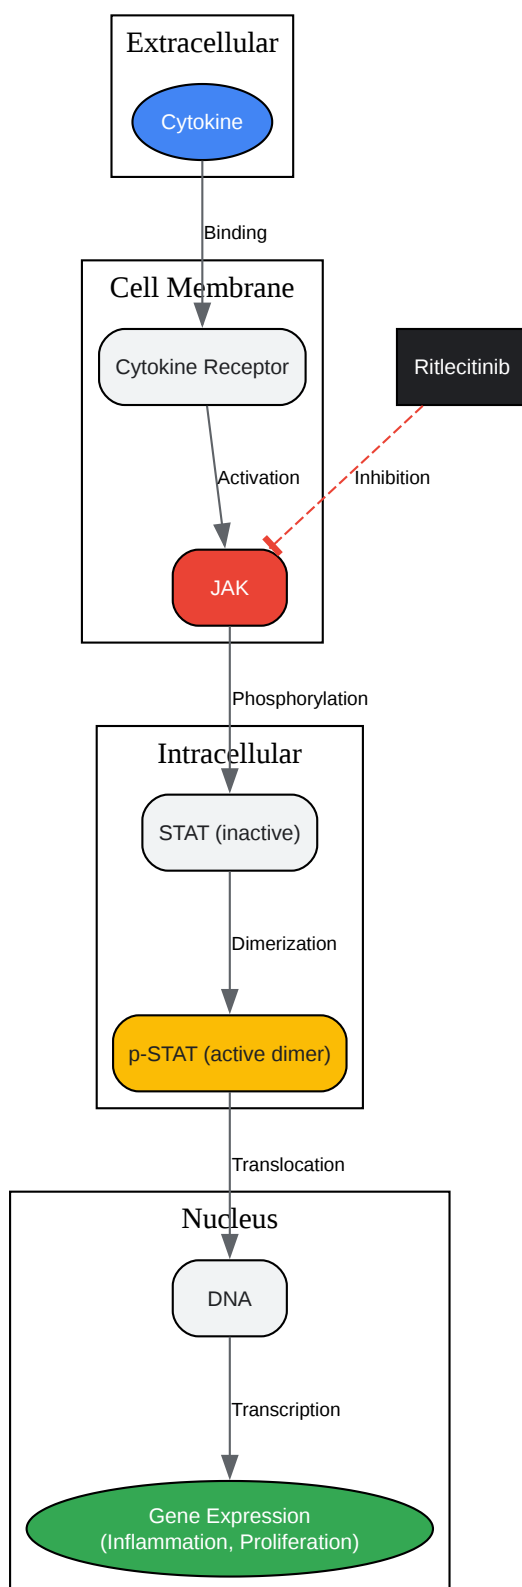 Extracellular
Cytokine
Binding
Cell Membrane
Cytokine Receptor
Ritlecitinib
Activation
Inhibition
JAK
Phosphorylation
Intracellular
STAT (inactive)
Dimerization
p-STAT (active dimer)
Translocation
Nucleus
DNA
Transcription
Gene Expression
(Inflammation, Proliferation)